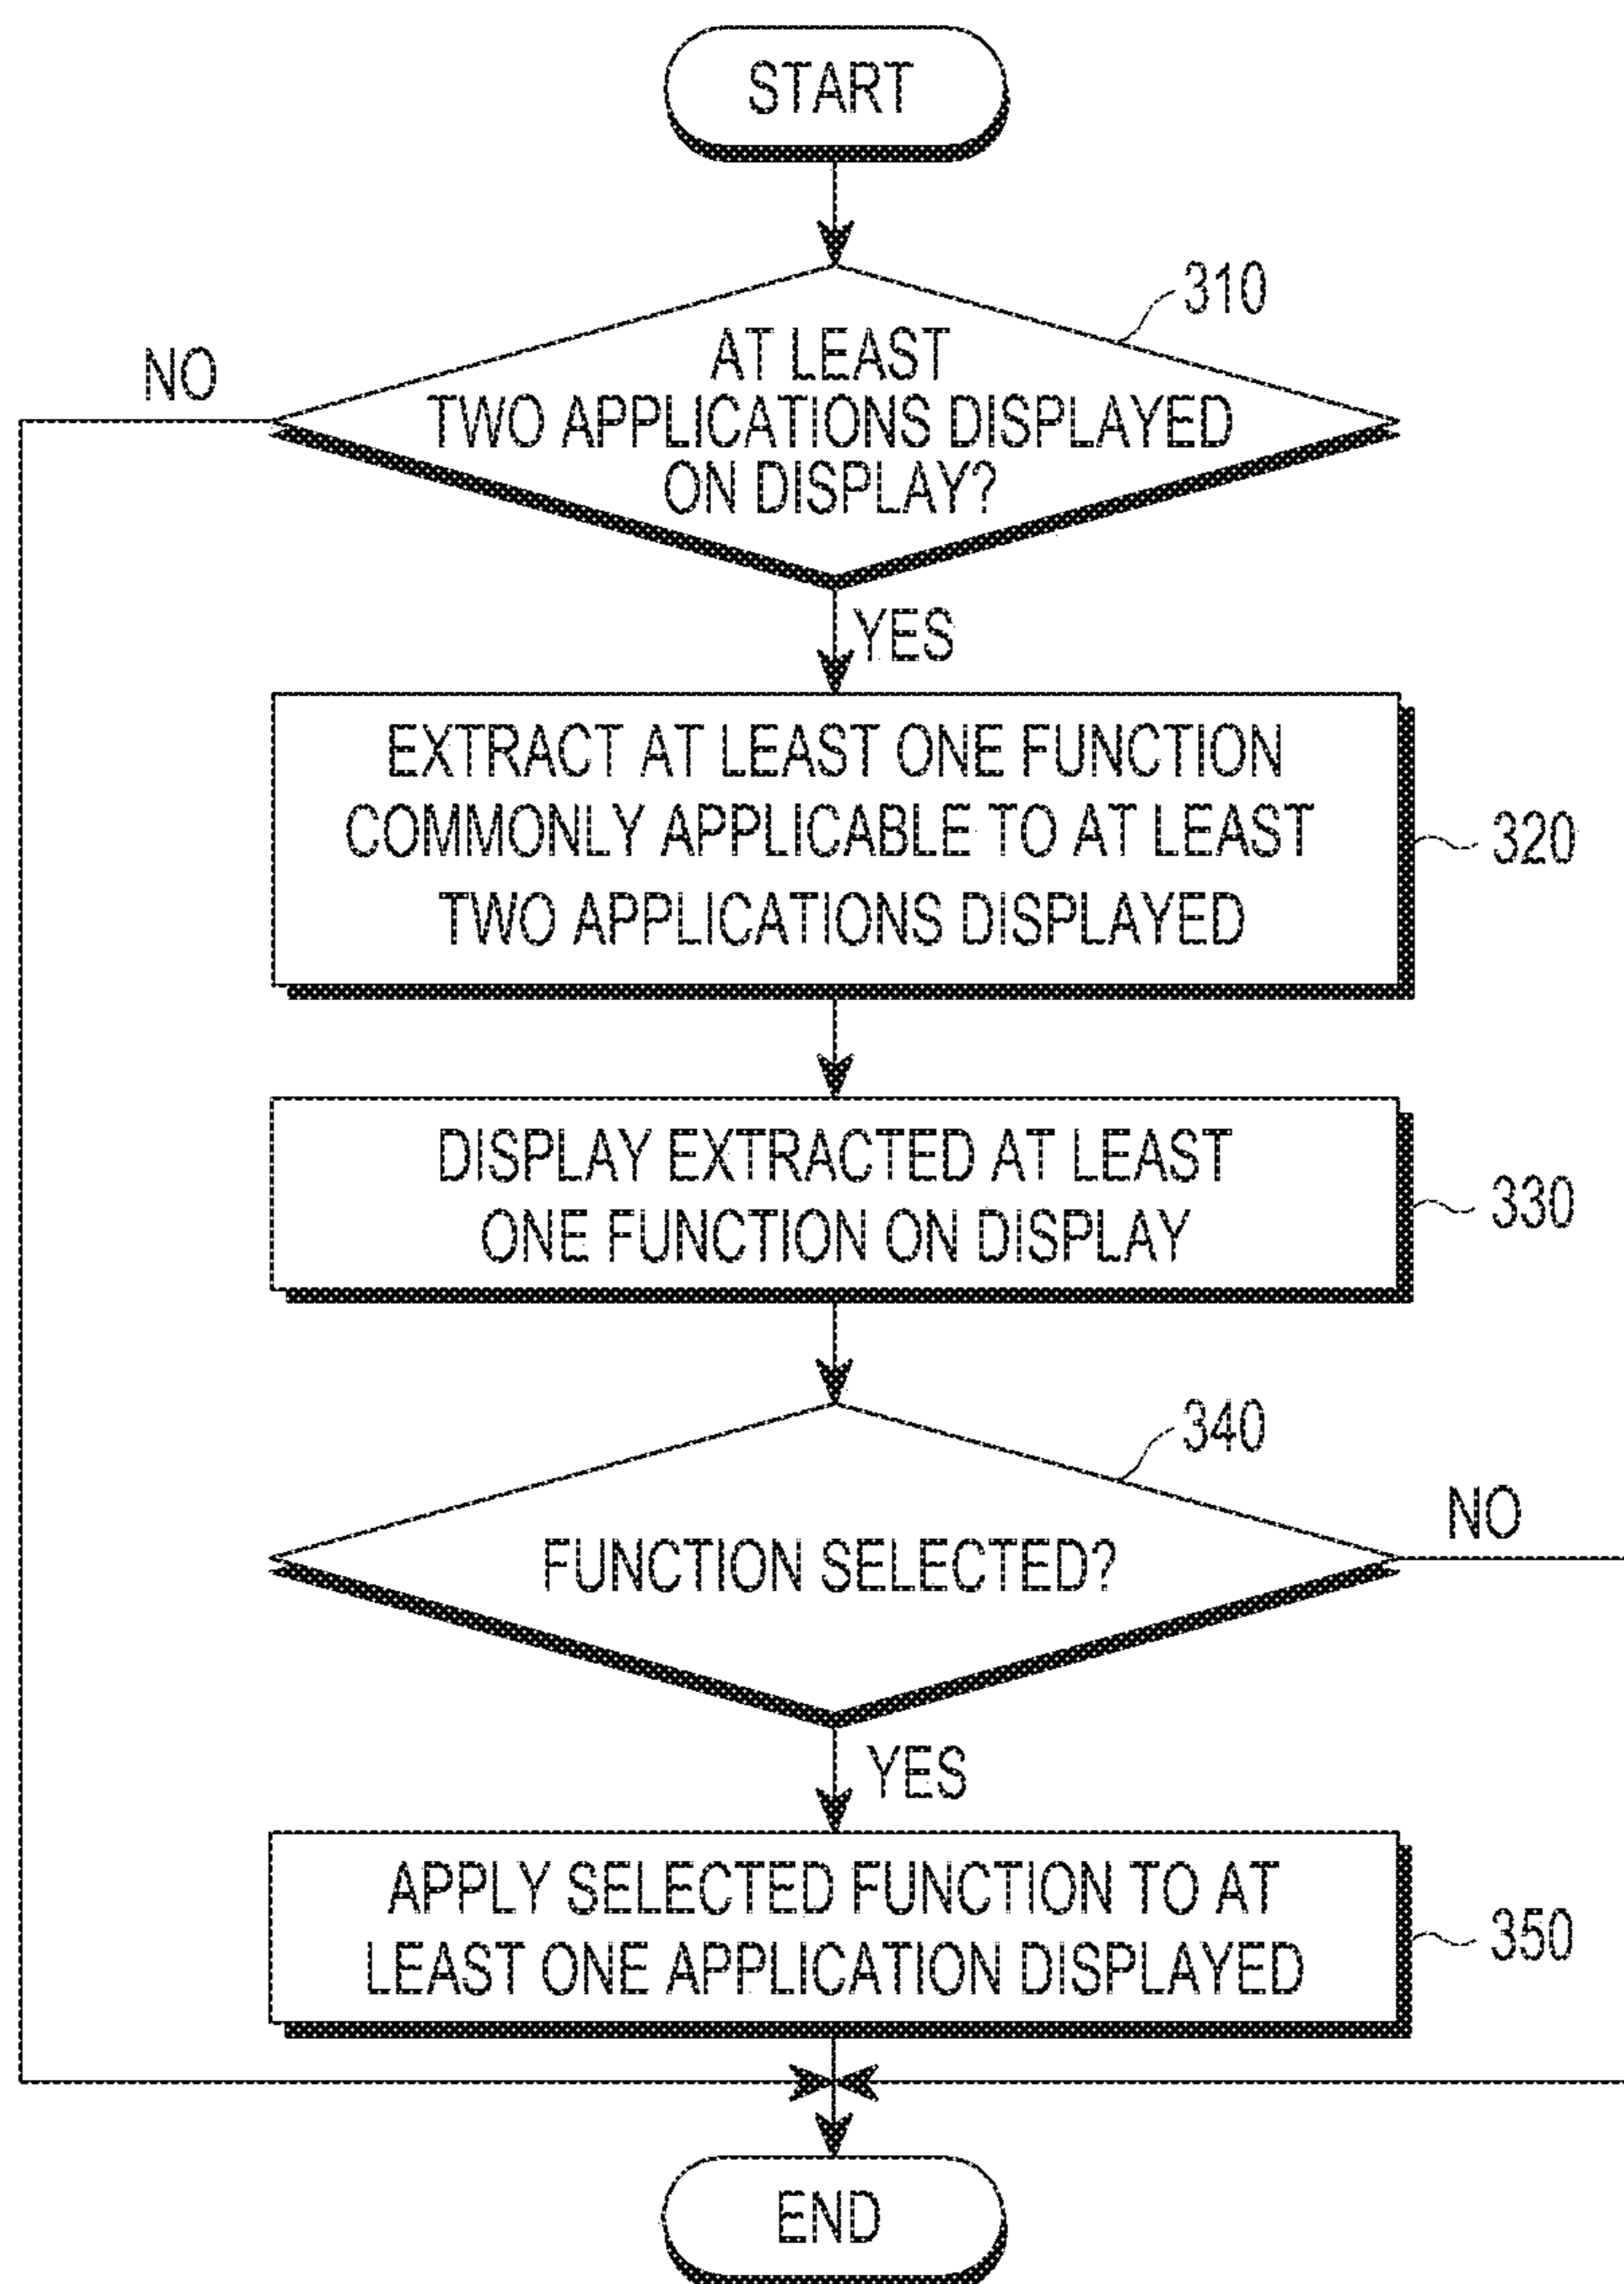 START
310
NO
AT LEAST
TWO APPLICATIONS DISPLAYED
ON DISPLAY?
YES
EXTRACT AT LEAST ONE FUNCTION
COMMONLY APPLICABLE TO AT LEAST
TWO APPLICATIONS DISPLAYED
320
DISPLAY EXTRACTED AT LEAST
ONE FUNCTION ON DISPLAY
330
340
NO
FUNCTION SELECTED?
YES
APPLY SELECTED FUNCTION TO AT
LEAST ONE APPLICATION DISPLAYED
350
END